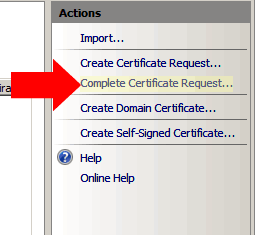 Actions
Import...
Create Certificate Request...
Complete Certificate Request...
Create Domain Certificate...
Create Self-Signed Certificate...
Help
Online Help